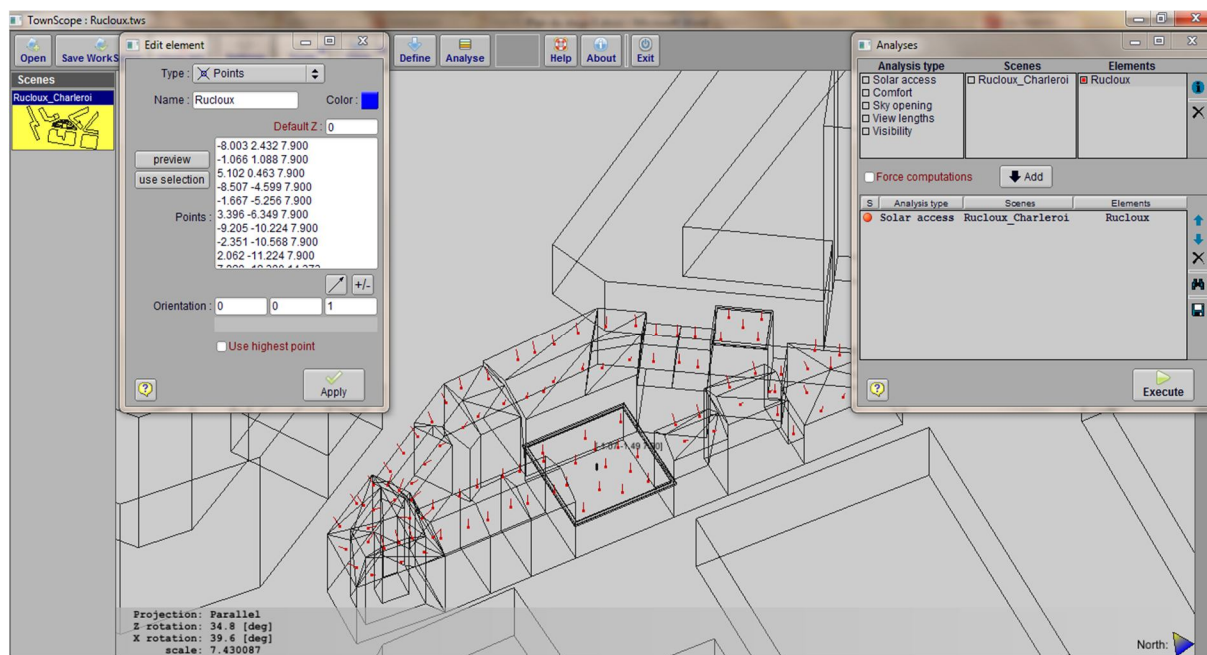 TownScope : Rucloux.tws
Open
Save WorkS
Define
Analyse
Help
About
Exit
Scenes
Rucloux_Charleroi
Edit element
Type : Points
Name : Rucloux Color :
Default Z : 0
preview
use selection
Points :
-8.003 2.432 7.900
-1.066 1.088 7.900
5.102 0.463 7.900
-8.507 -4.599 7.900
-1.667 -5.256 7.900
3.396 -6.349 7.900
-9.205 -10.224 7.900
-2.351 -10.568 7.900
2.062 -11.224 7.900
+/-
Orientation : 0 0 1
Use highest point
?
Apply
Analyses
Analysis type Scenes Elements
Solar access Rucloux_Charleroi Rucloux
Comfort
Sky opening
View lengths
Visibility
Force computations Add
S Analysis type Scenes Elements
Solar access Rucloux_Charleroi Rucloux
?
Execute
Projection: Parallel
Z rotation: 34.8 [deg]
X rotation: 39.6 [deg]
scale: 7.430087
North: